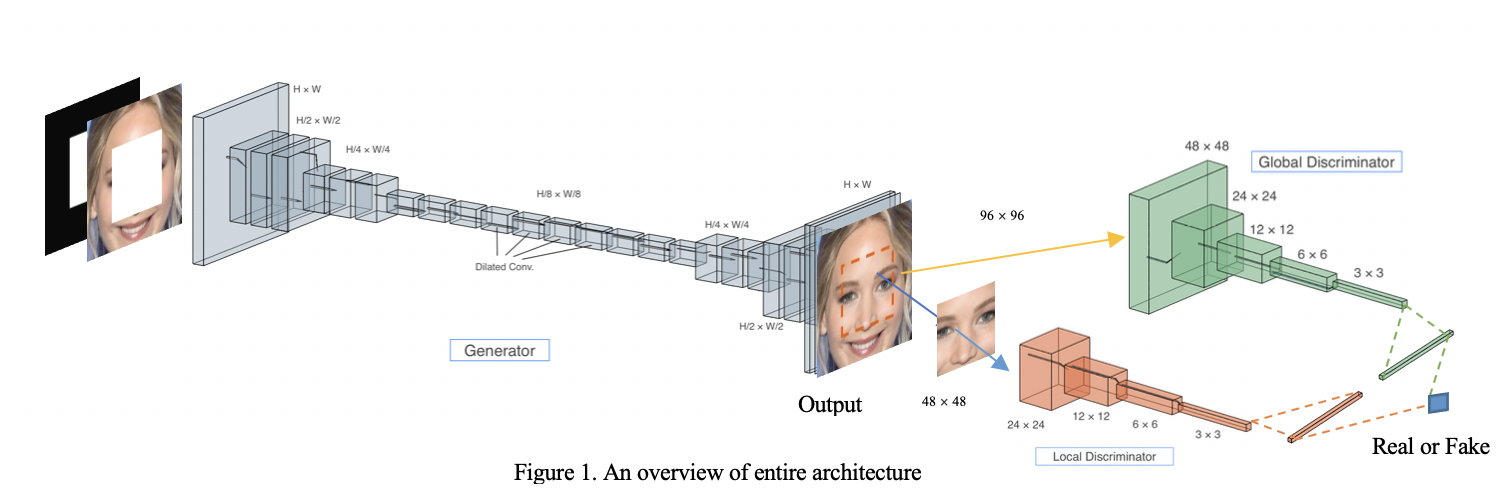 H × W
H/2 × W/2
H/4 × W/4
H/8 × W/8
Dilated Conv.
H/4 × W/4
H/2 × W/2
H × W
Generator
Output
96 × 96
48 × 48
48 × 48
24 × 24
12 × 12
6 × 6
3 × 3
Global Discriminator
24 × 24
12 × 12
6 × 6
3 × 3
Local Discriminator
Real or Fake
Figure 1. An overview of entire architecture